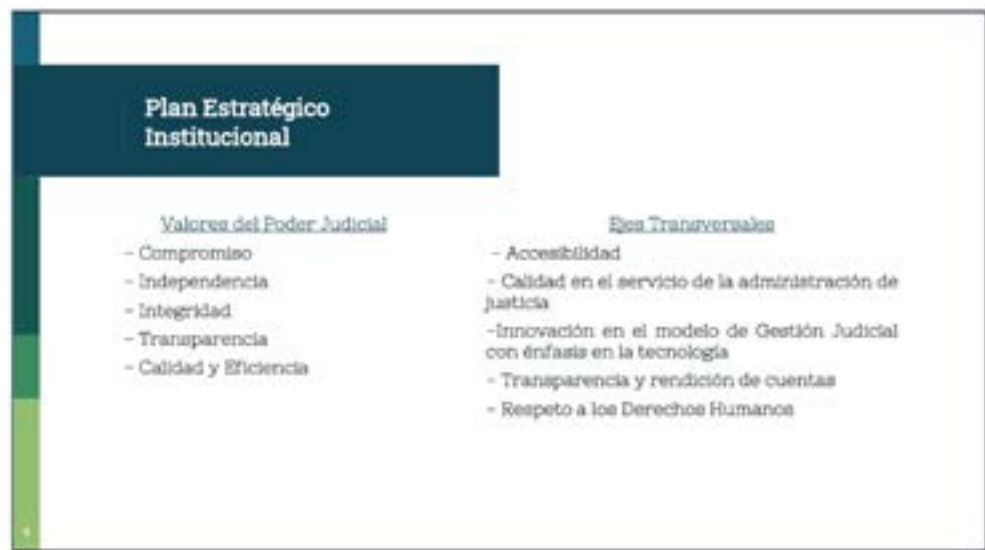 Plan Estratégico
Institucional
Valores del Poder Judicial
- Compromiso
- Independencia
- Integridad
- Transparencia
- Calidad y Eficiencia
Ejes Transversales
- Accesibilidad
- Calidad en el servicio de la administración de
justicia
-Innovación en el modelo de Gestión Judicial
con énfasis en la tecnología
- Transparencia y rendición de cuentas
- Respeto a los Derechos Humanos